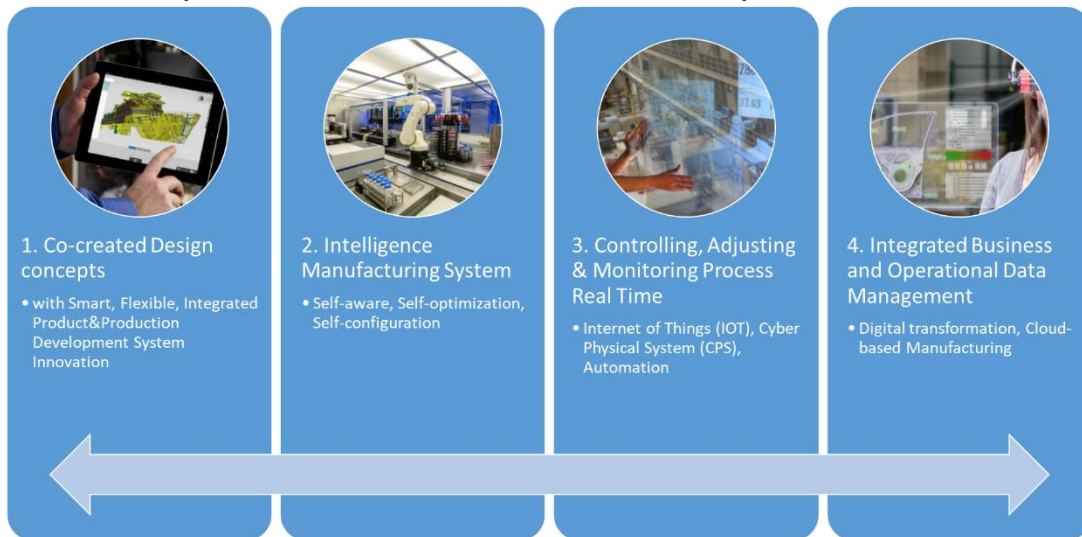 1. Co-created Design
concepts
• with Smart, Flexible, Integrated
Product&Production
Development System
Innovation
2. Intelligence
Manufacturing System
• Self-aware, Self-optimization,
Self-configuration
3. Controlling, Adjusting
& Monitoring Process
Real Time
• Internet of Things (IOT), Cyber
Physical System (CPS),
Automation
33.03
4. Integrated Business
and Operational Data
Management
• Digital transformation, Cloud-
based Manufacturing